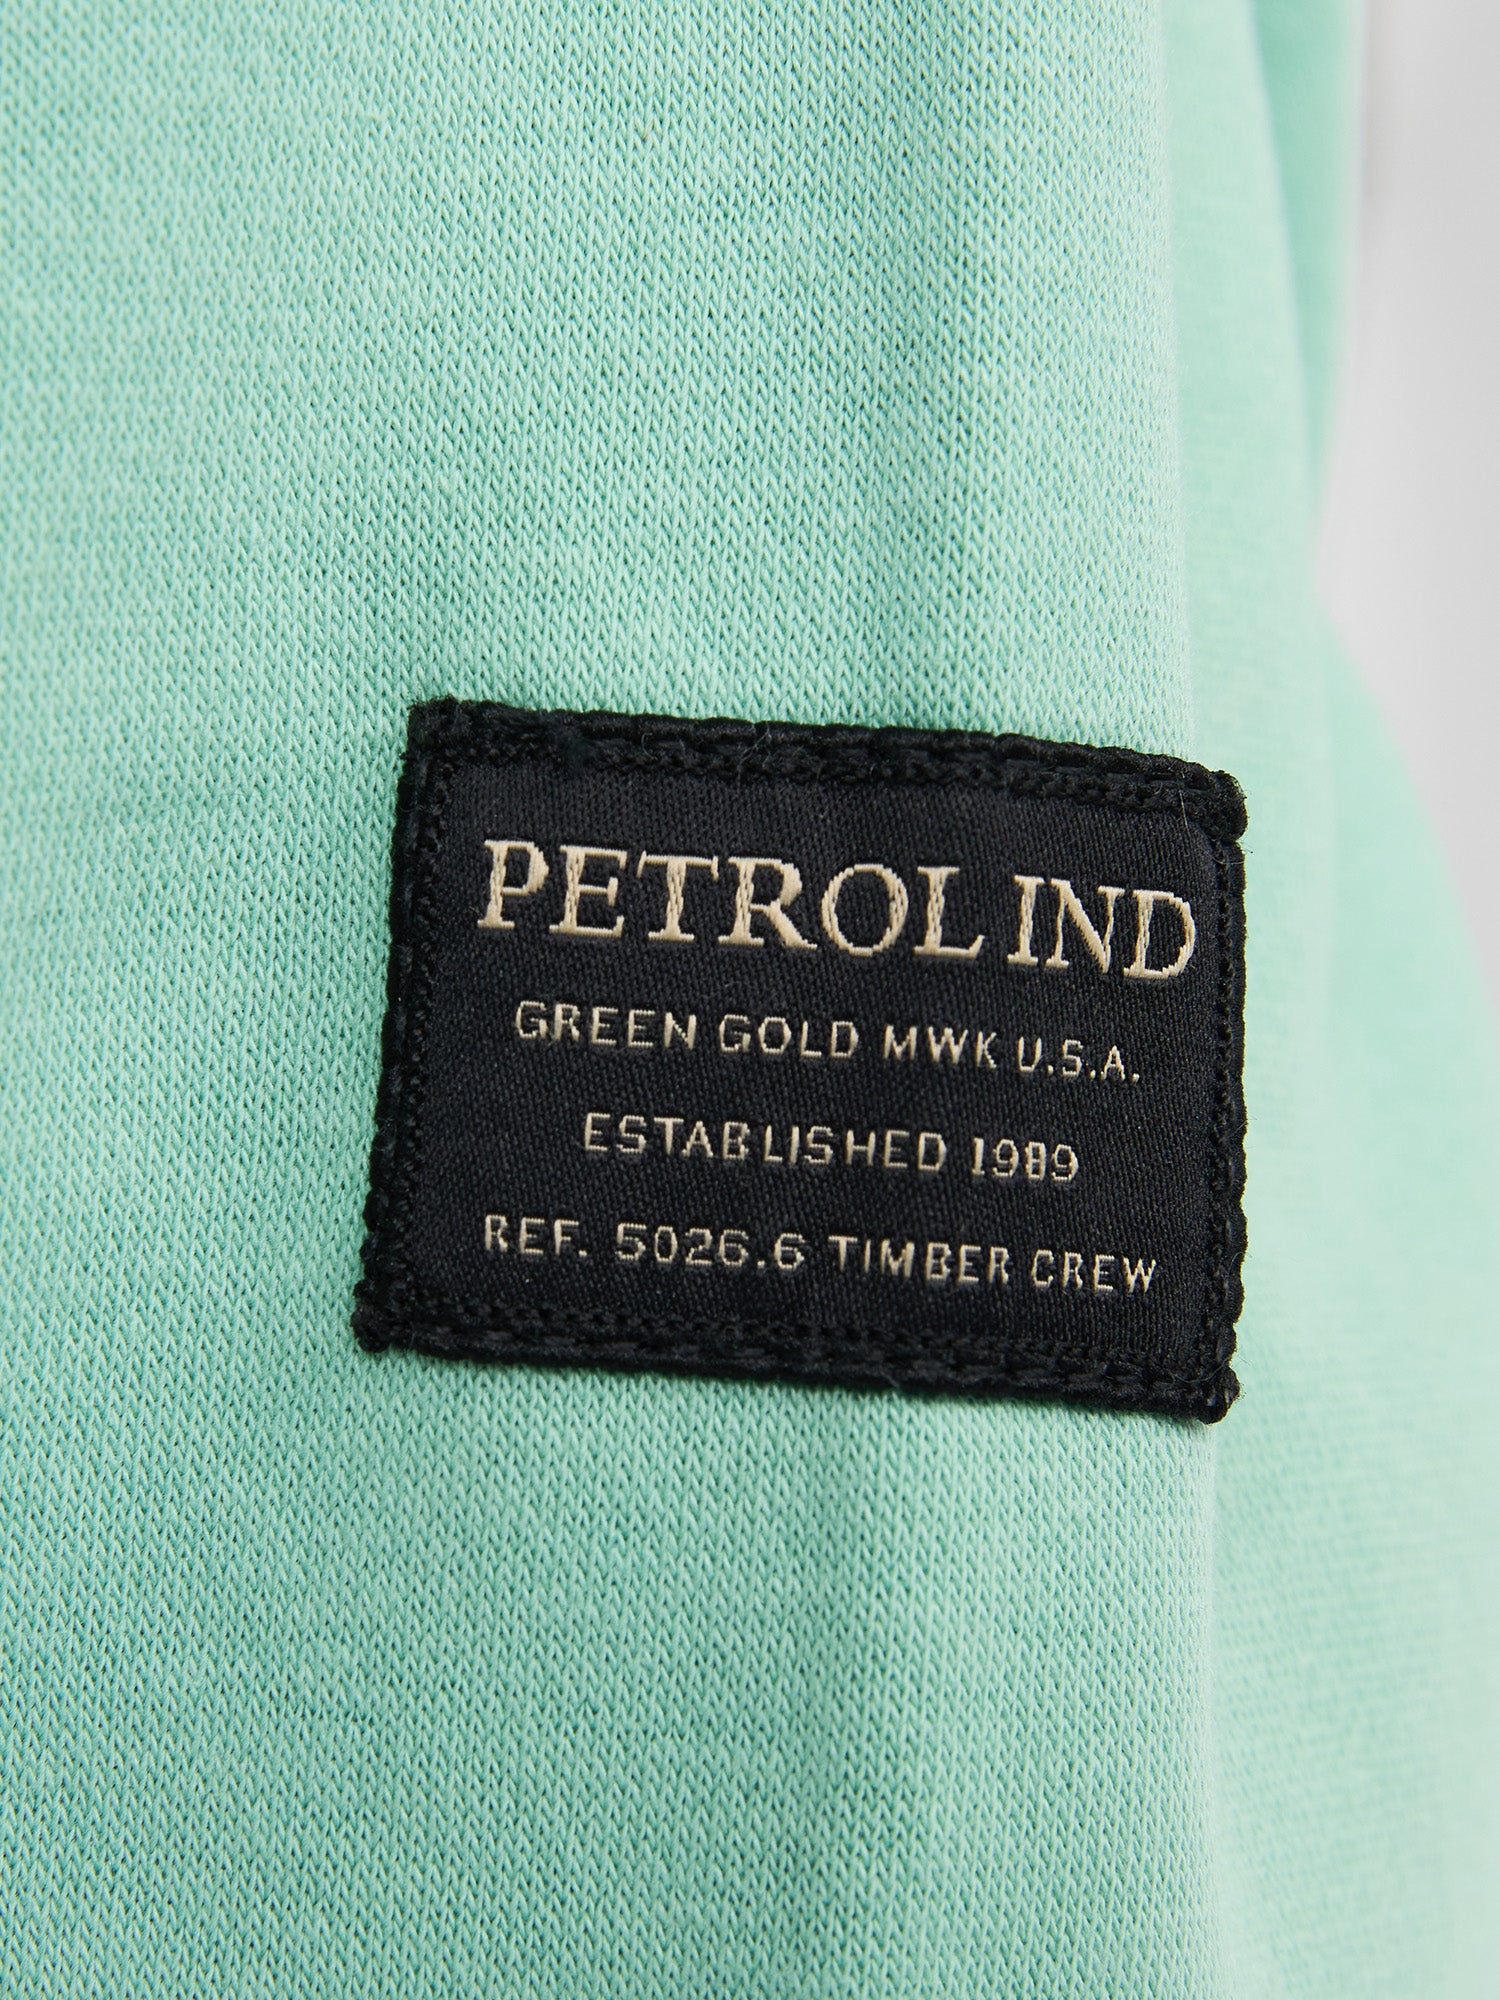 PETROL IND
GREEN GOLD MWK U.S.A.
ESTABLISHED 1989
REF. 5026.6 TIMBER CREW